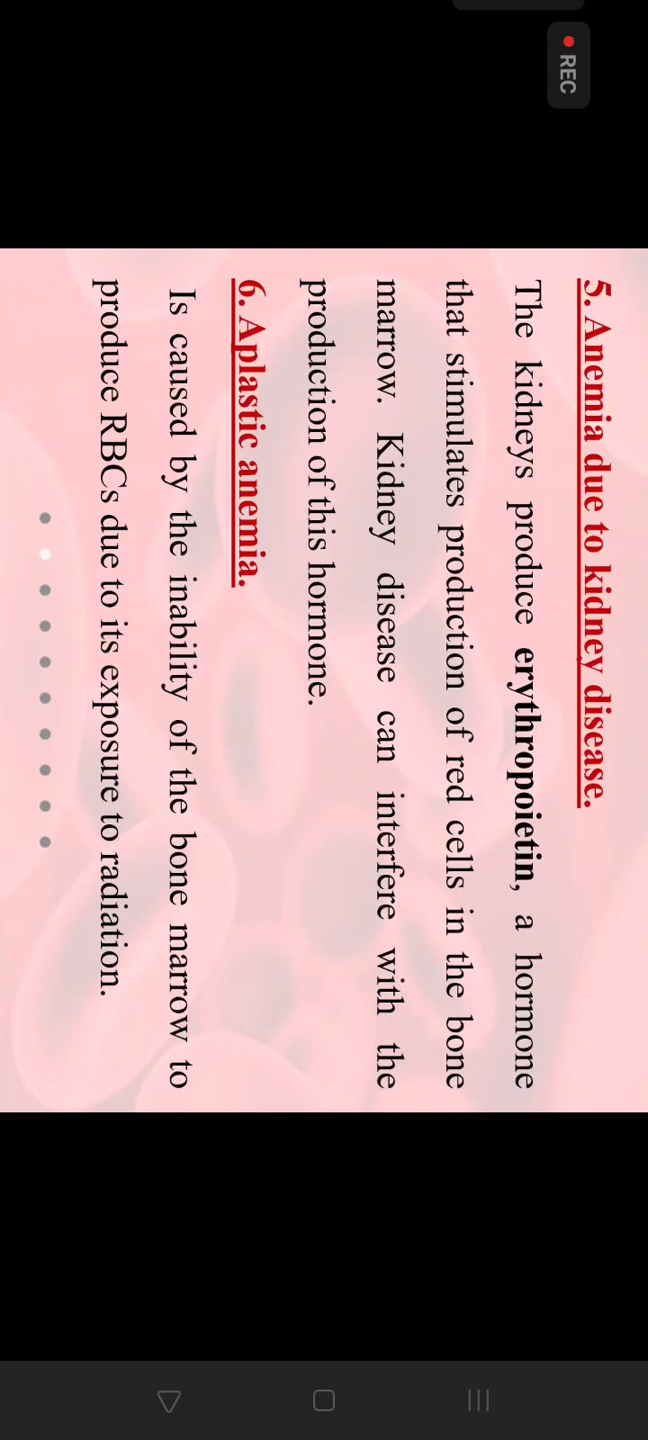 REC
5. Anemia due to kidney disease.
The kidneys produce erythropoietin, a hormone
that stimulates production of red cells in the bone
marrow. Kidney disease can interfere with the
production of this hormone.
6. Aplastic anemia.
Is caused by the inability of the bone marrow to
produce RBCs due to its exposure to radiation.